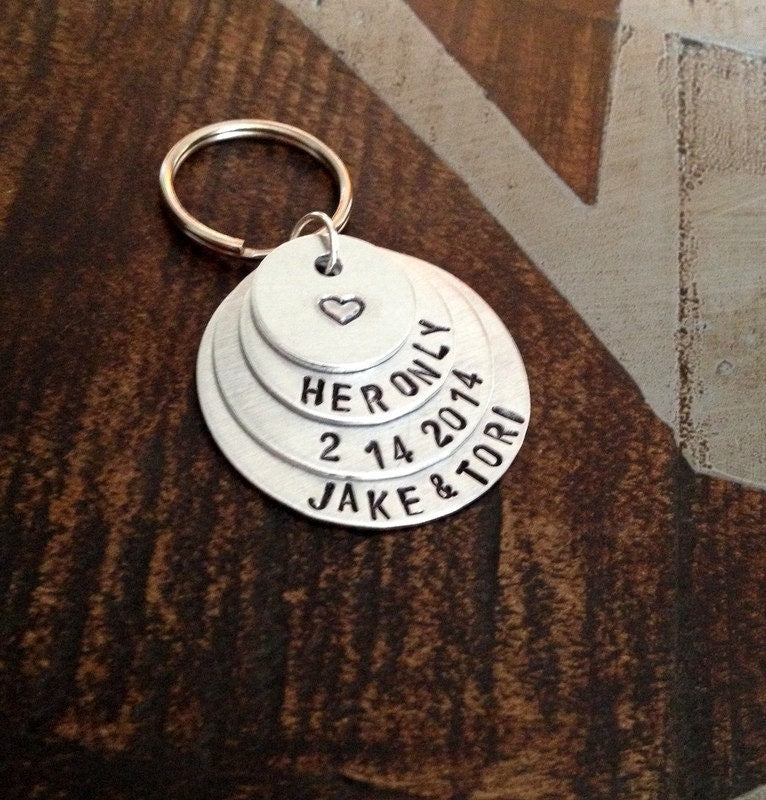 HER ONLY
2 14 2014
JAKE & TORI